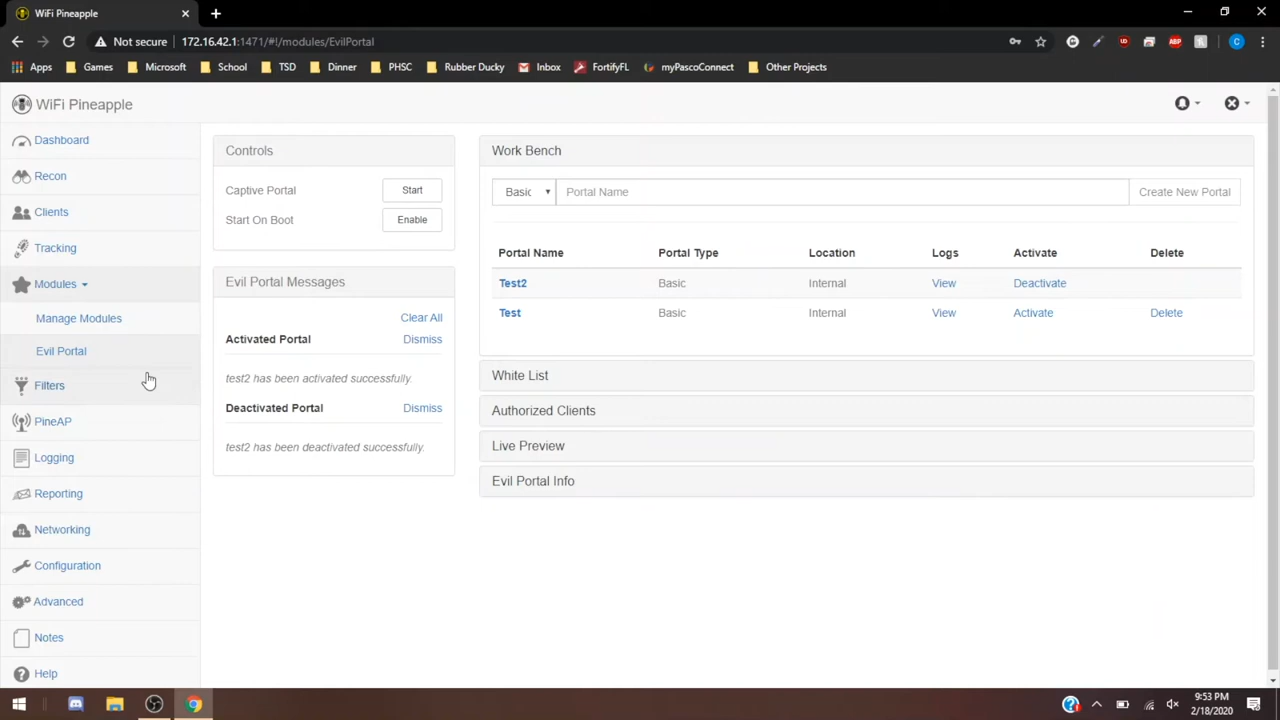 WiFi Pineapple
Not secure 172.16.42.1:1471/#!/modules/EvilPortal
Apps Games Microsoft School TSD Dinner PHSC Rubber Ducky Inbox FortifyFL myPascoConnect Other Projects
WiFi Pineapple
Dashboard
Recon
Clients
Tracking
Modules
Manage Modules
Evil Portal
Filters
PineAP
Logging
Reporting
Networking
Configuration
Advanced
Notes
Help
Controls
Captive Portal Start
Start On Boot Enable
Evil Portal Messages
Clear All
Activated Portal Dismiss
test2 has been activated successfully.
Deactivated Portal Dismiss
test2 has been deactivated successfully.
Work Bench
Basic Portal Name Create New Portal
Portal Name Portal Type Location Logs Activate Delete
Test2 Basic Internal View Deactivate
Test Basic Internal View Activate Delete
White List
Authorized Clients
Live Preview
Evil Portal Info
9:53 PM
2/18/2020